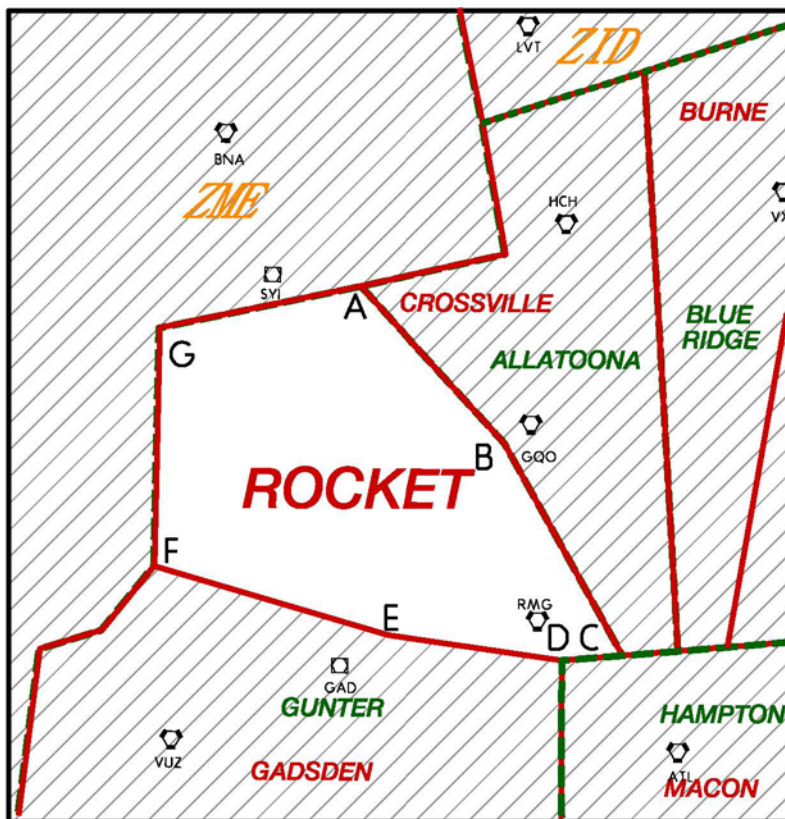 LVT
ZID
BURNE
BNA
ZME
HCH
SYI
A
CROSSVILLE
BLUE
RIDGE
G
ALLATOONA
B
GQO
ROCKET
F
RMG
E
D C
GAD
GUNTER
HAMPTON
VUZ
GADSDEN
ATL
MACON